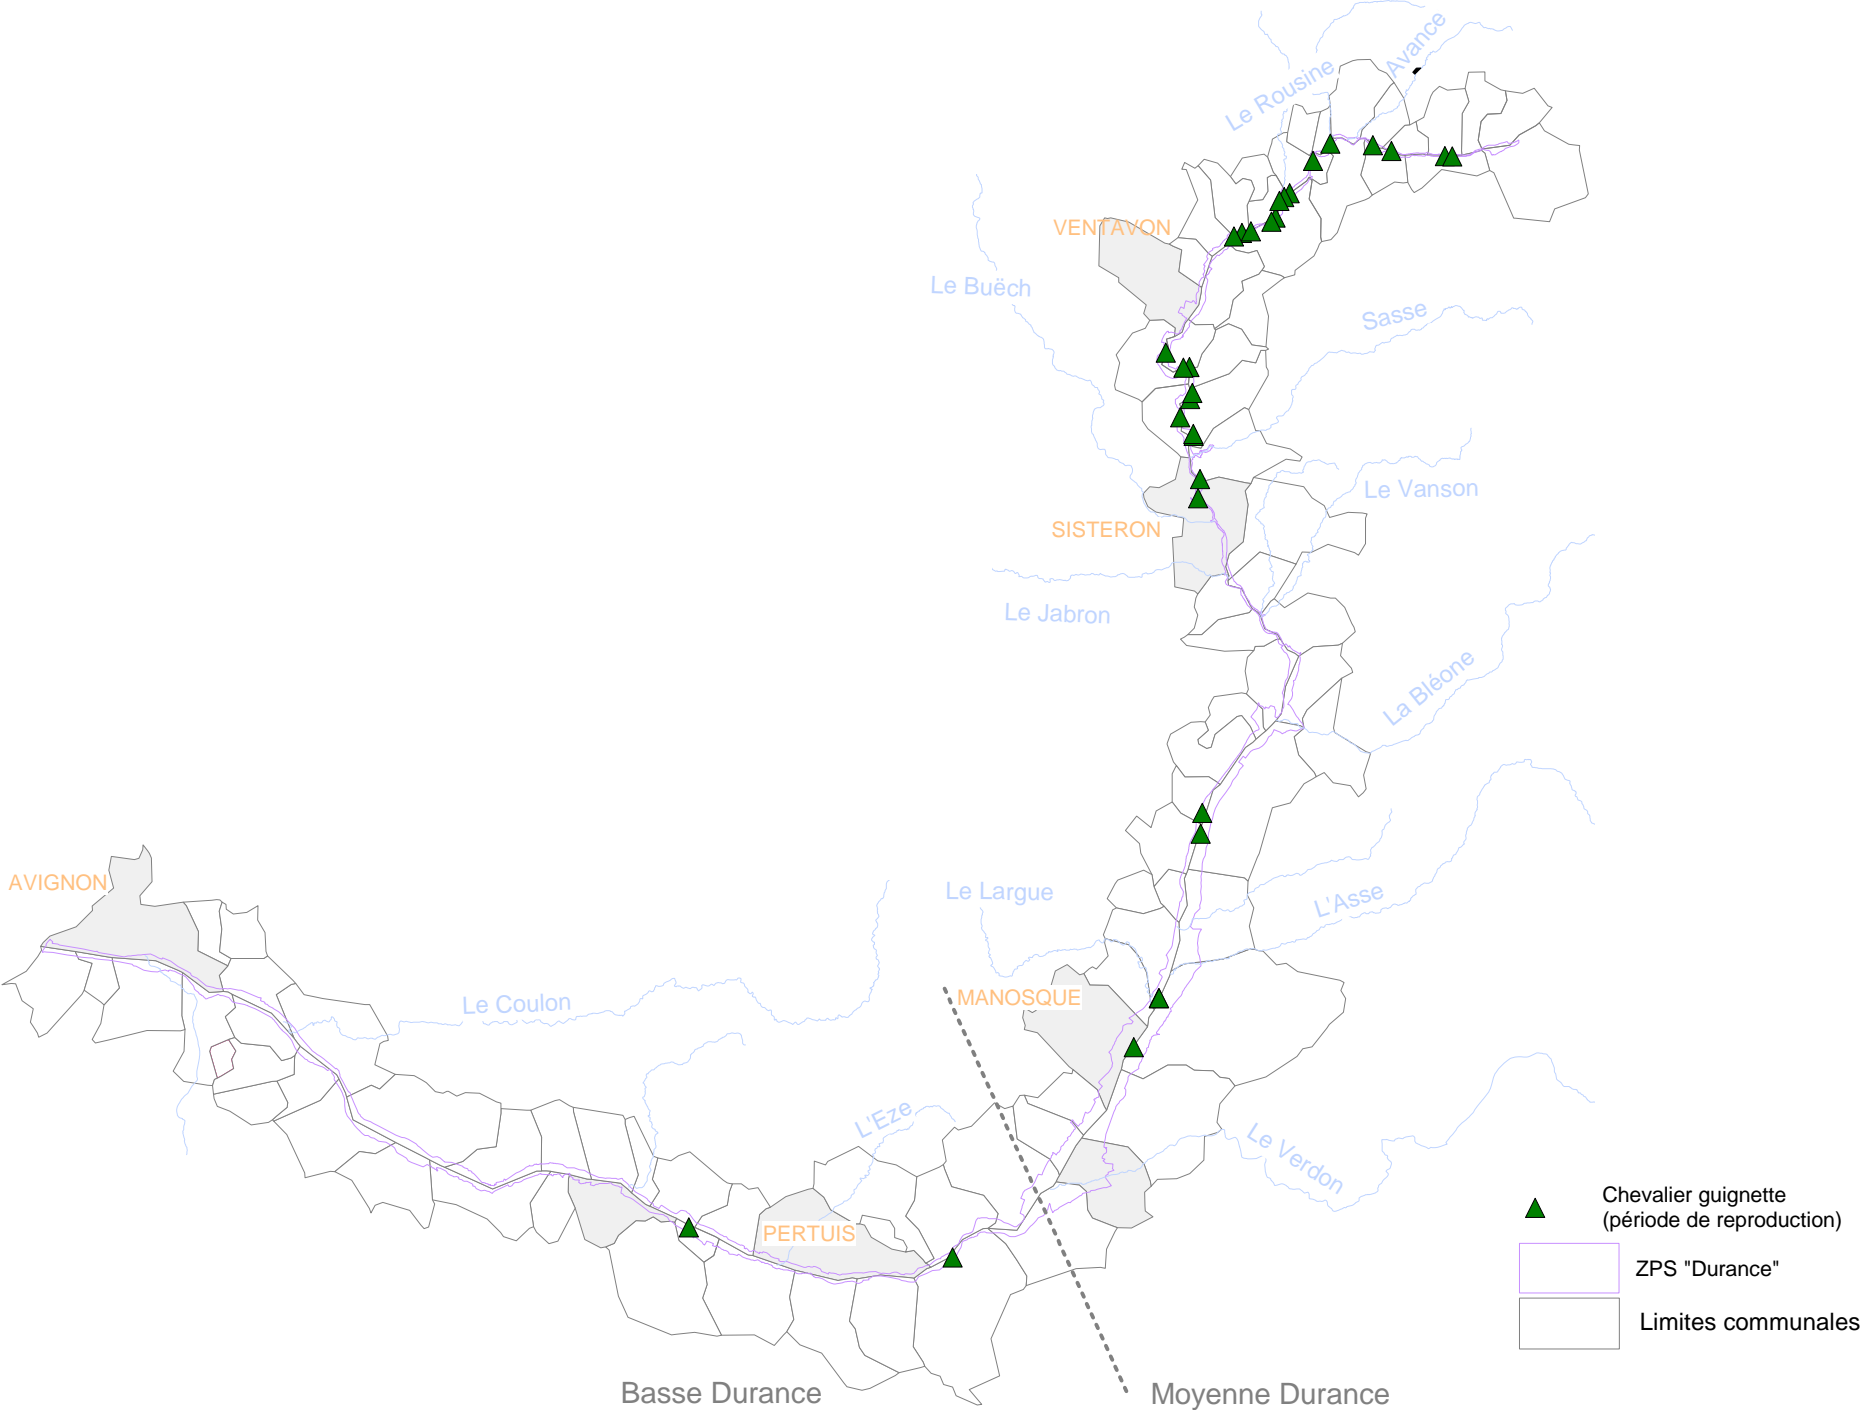 Avance
Le Rousine
VENTAVON
Le Buëch
Sasse
Le Vanson
SISTERON
Le Jabron
La Bléone
AVIGNON
Le Largue
L'Asse
MANOSQUE
Le Coulon
L'Eze
Le Verdon
PERTUIS
Chevalier guignette
(période de reproduction)
ZPS "Durance"
Limites communales
Basse Durance
Moyenne Durance